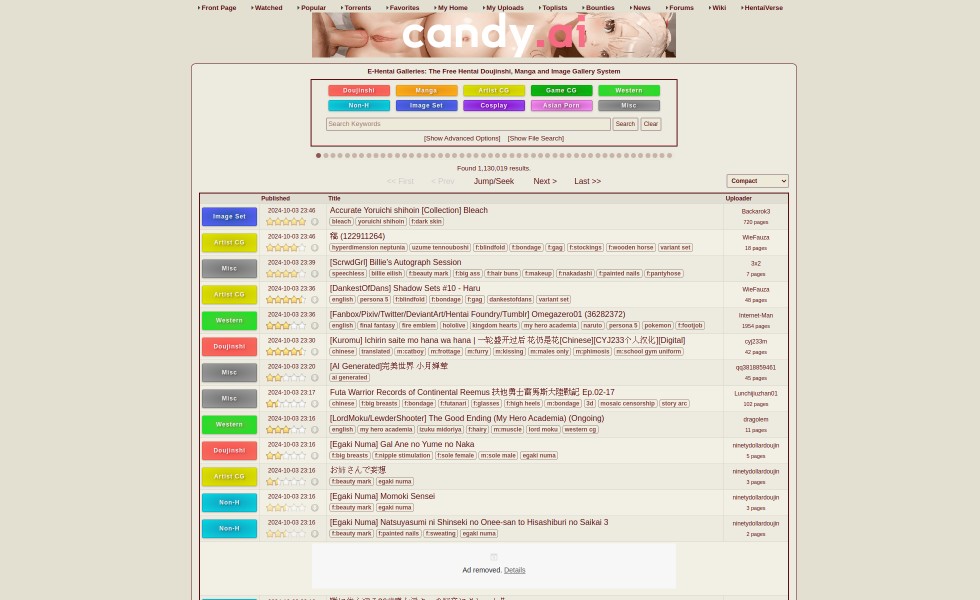 Front Page Watched Popular Torrents Favorites My Home My Uploads Toplists Bounties News Forums Wiki HentaiVerse
candy.ai
E-Hentai Galleries: The Free Hentai Doujinshi, Manga and Image Gallery System
Doujinshi Manga Artist CG Game CG Western
Non-H Image Set Cosplay Asian Porn Misc
Search Keywords Search Clear
[Show Advanced Options] [Show File Search]
Found 1,130,019 results.
<< First < Prev Jump/Seek Next > Last >> Compact
Published Title Uploader
Image Set 2024-10-03 23:46 Accurate Yoruichi shihoin [Collection] Bleach Backarok3
bleach yoruichi shihoin f:dark skin 720 pages
Artist CG 2024-10-03 23:46 (122911264) WieFauza
hyperdimension neptunia uzume tennouboshi f:blindfold f:bondage f:gag f:stockings f:wooden horse variant set 18 pages
Misc 2024-10-03 23:39 [ScrwdGrl] Billie's Autograph Session 3x2
speechless billie eilish f:beauty mark f:big ass f:hair buns f:makeup f:nakadashi f:painted nails f:pantyhose 7 pages
Artist CG 2024-10-03 23:36 [DankestOfDans] Shadow Sets #10 - Haru WieFauza
english persona 5 f:blindfold f:bondage f:gag dankestofdans variant set 48 pages
Western 2024-10-03 23:36 [Fanbox/Pixiv/Twitter/DeviantArt/Hentai Foundry/Tumblr] Omegazero01 (36282372) Internet-Man
english final fantasy fire emblem hololive kingdom hearts my hero academia naruto persona 5 pokemon f:footjob 1954 pages
Doujinshi 2024-10-03 23:30 [Kuromu] Ichirin saite mo hana wa hana | 一轮盛开过后 花仍是花[Chinese][CYJ233个人汉化][Digital] cyj233m
chinese translated m:catboy m:frottage m:furry m:kissing m:males only m:phimosis m:school gym uniform 42 pages
Misc 2024-10-03 23:20 [AI Generated]完美世界 小月婵 qq3818859461
ai generated 45 pages
Misc 2024-10-03 23:17 Futa Warrior Records of Continental Reemus 扶他勇士雷馬斯大陸戰記 Ep.02-17 Lunchijiuzhan01
chinese f:big breasts f:bondage f:futanari f:glasses f:high heels m:bondage 3d mosaic censorship story arc 102 pages
Western 2024-10-03 23:16 [LordMoku/LewderShooter] The Good Ending (My Hero Academia) (Ongoing) dragolem
english my hero academia izuku midoriya f:hairy m:muscle lord moku western cg 11 pages
Doujinshi 2024-10-03 23:16 [Egaki Numa] Gal Ane no Yume no Naka ninetydollardoujin
f:big breasts f:nipple stimulation f:sole female m:sole male egaki numa 5 pages
Artist CG 2024-10-03 23:16 お姉さんで妄想 ninetydollardoujin
f:beauty mark egaki numa 3 pages
Non-H 2024-10-03 23:16 [Egaki Numa] Momoki Sensei ninetydollardoujin
f:beauty mark egaki numa 3 pages
Non-H 2024-10-03 23:16 [Egaki Numa] Natsuyasumi ni Shinseki no Onee-san to Hisashiburi no Saikai 3 ninetydollardoujin
f:beauty mark f:painted nails f:sweating egaki numa 2 pages
Ad removed. Details